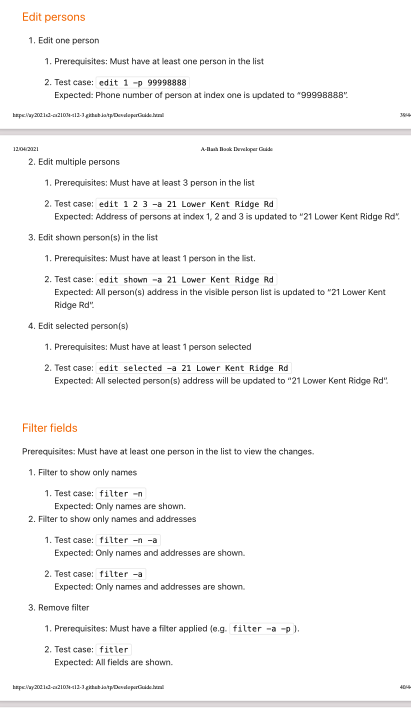 Edit persons
1. Edit one person
1. Prerequisites: Must have at least one person in the list
2. Test case: edit 1 -p 99998888
Expected: Phone number of person at index one is updated to “99998888”.
https://ay2021s2-cs2103t-t12-3.github.io/tp/DeveloperGuide.html 39/4
12/04/2021 A-Bash Book Developer Guide
2. Edit multiple persons
1. Prerequisites: Must have at least 3 person in the list
2. Test case: edit 1 2 3 -a 21 Lower Kent Ridge Rd
Expected: Address of persons at index 1, 2 and 3 is updated to “21 Lower Kent Ridge Rd”.
3. Edit shown person(s) in the list
1. Prerequisites: Must have at least 1 person in the list.
2. Test case: edit shown -a 21 Lower Kent Ridge Rd
Expected: All person(s) address in the visible person list is updated to “21 Lower Kent
Ridge Rd”.
4. Edit selected person(s)
1. Prerequisites: Must have at least 1 person selected
2. Test case: edit selected -a 21 Lower Kent Ridge Rd
Expected: All selected person(s) address will be updated to “21 Lower Kent Ridge Rd”.
Filter fields
Prerequisites: Must have at least one person in the list to view the changes.
1. Filter to show only names
1. Test case: filter -n
Expected: Only names are shown.
2. Filter to show only names and addresses
1. Test case: filter -n -a
Expected: Only names and addresses are shown.
2. Test case: filter -a
Expected: Only names and addresses are shown.
3. Remove filter
1. Prerequisites: Must have a filter applied (e.g. filter -a -p ).
2. Test case: fitler
Expected: All fields are shown.
https://ay2021s2-cs2103t-t12-3.github.io/tp/DeveloperGuide.html 40/4